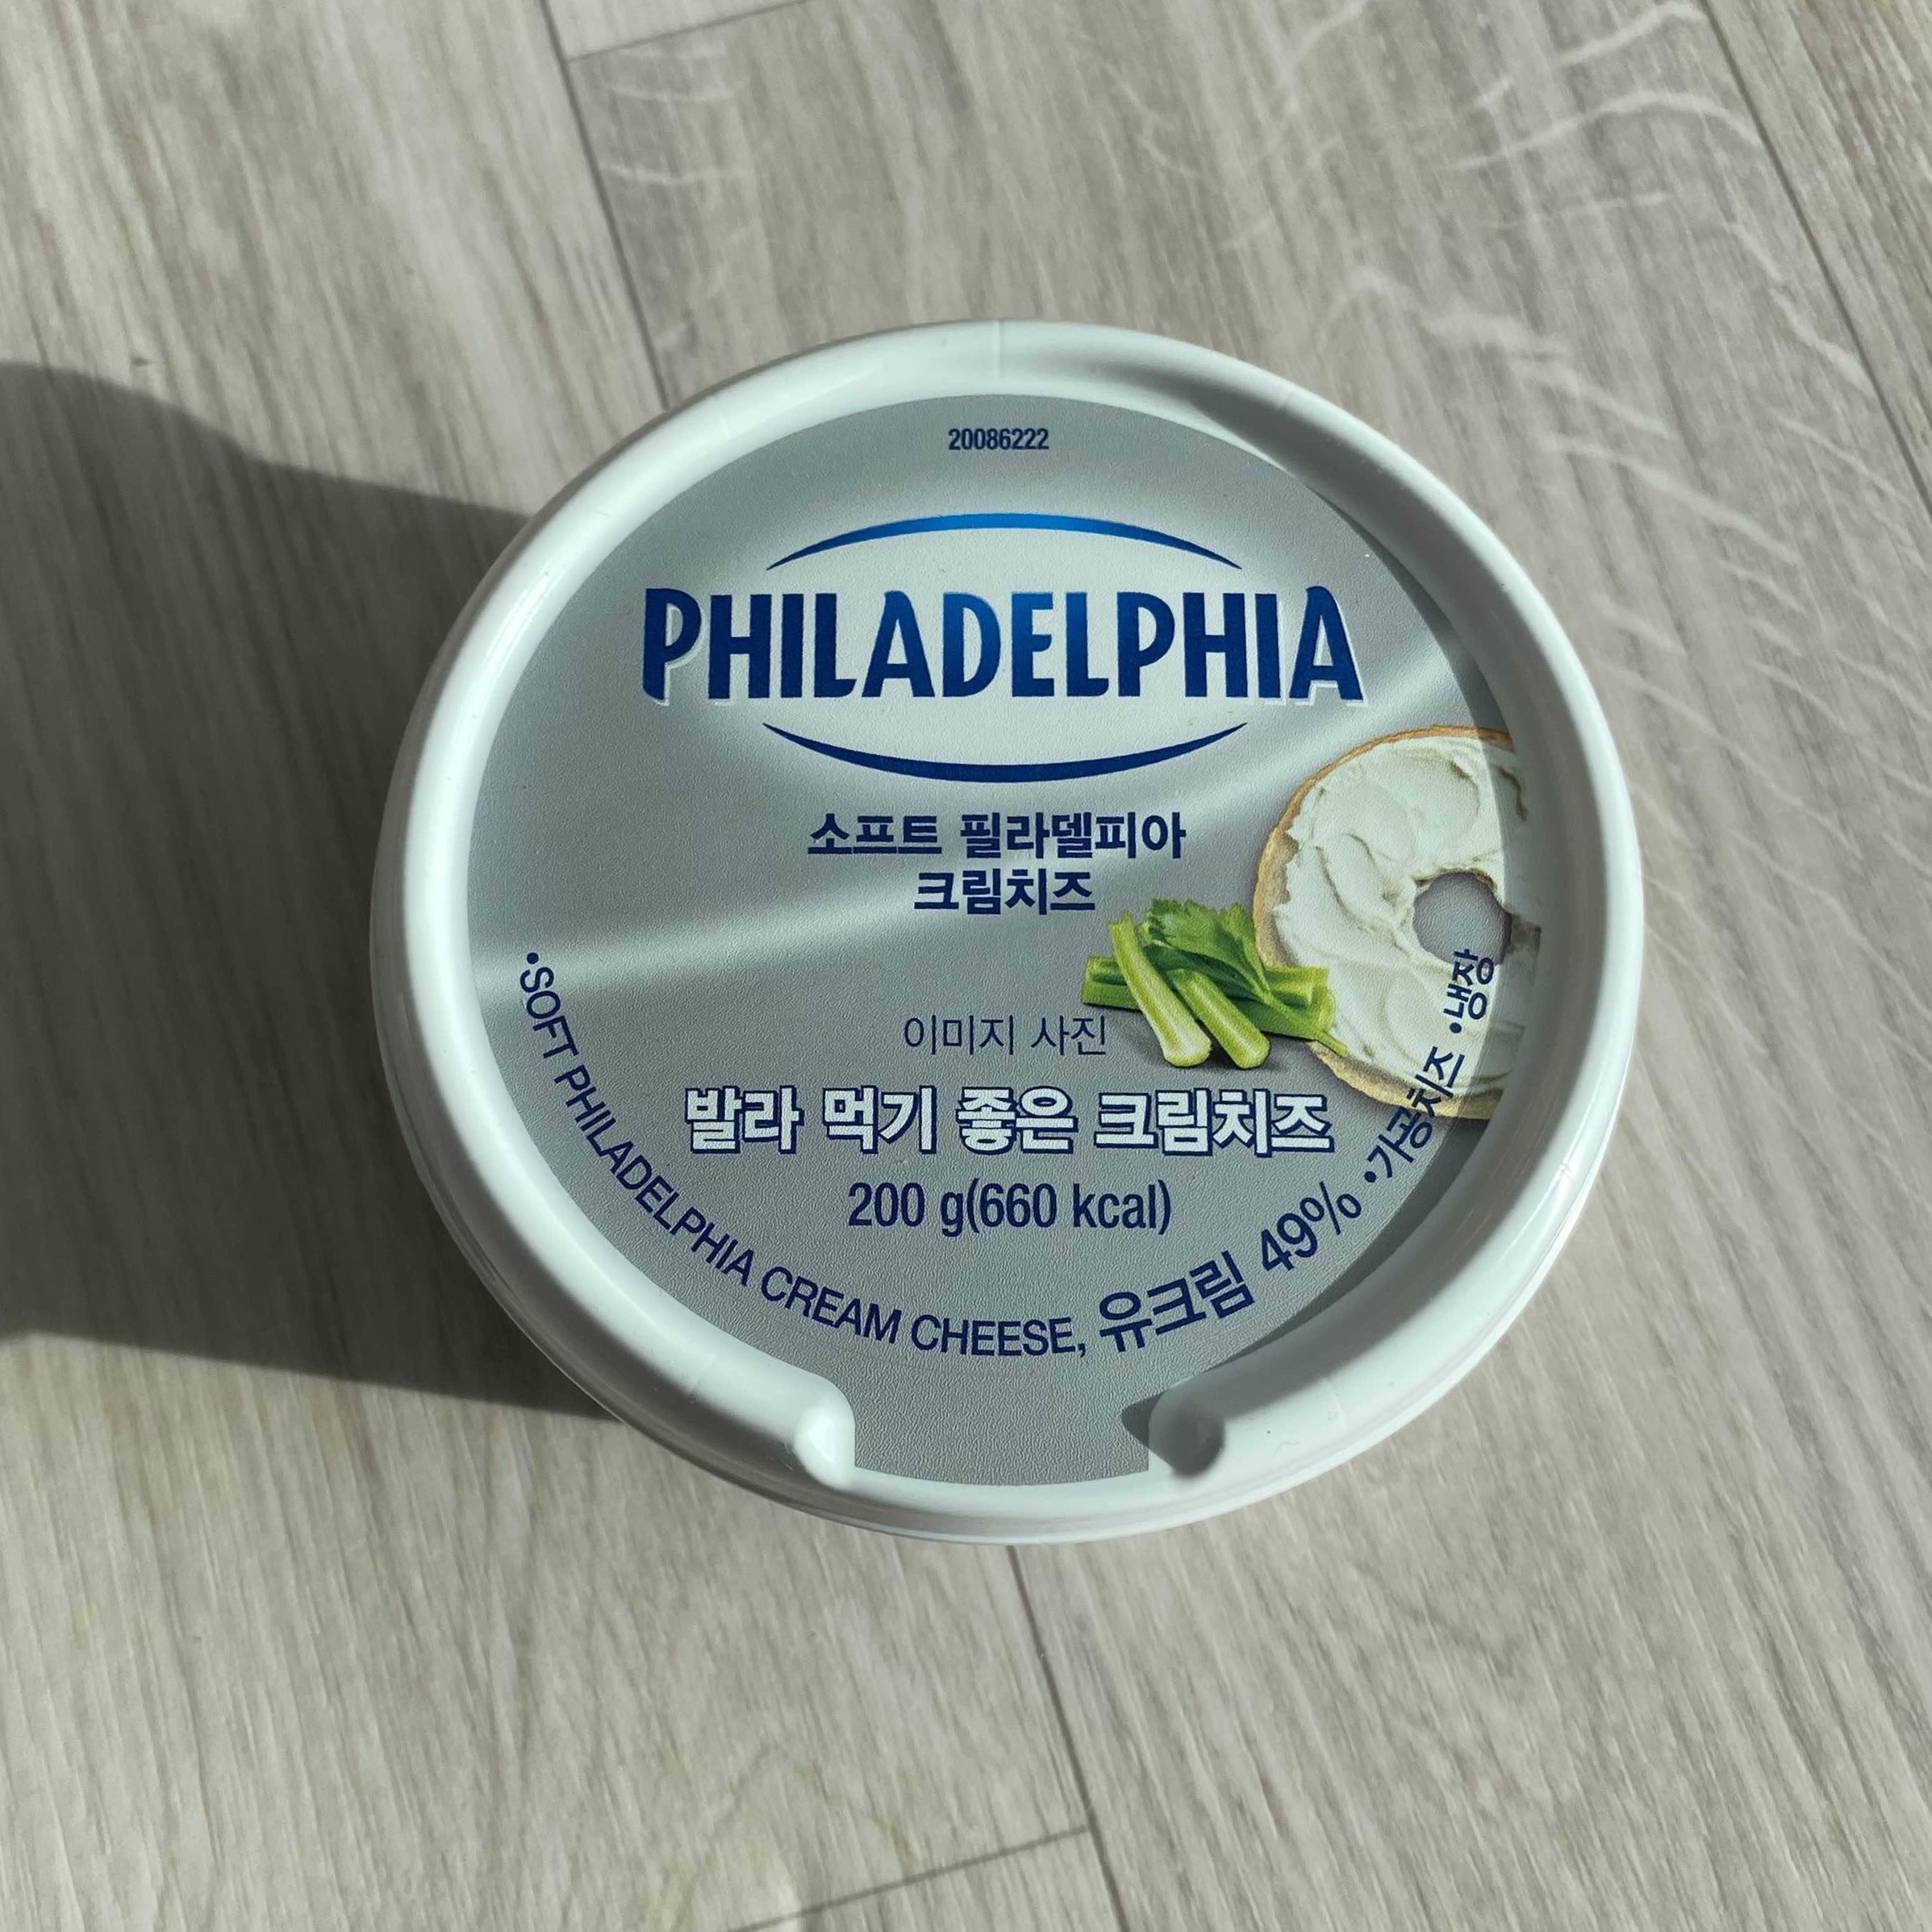 20086222
PHILADELPHIA
소프트 필라델피아
크림치즈
이미지 사진
발라 먹기 좋은 크림치즈
200 g(660 kcal)
•SOFT PHILADELPHIA CREAM CHEESE, 유크림 49% •가공치즈 •냉장